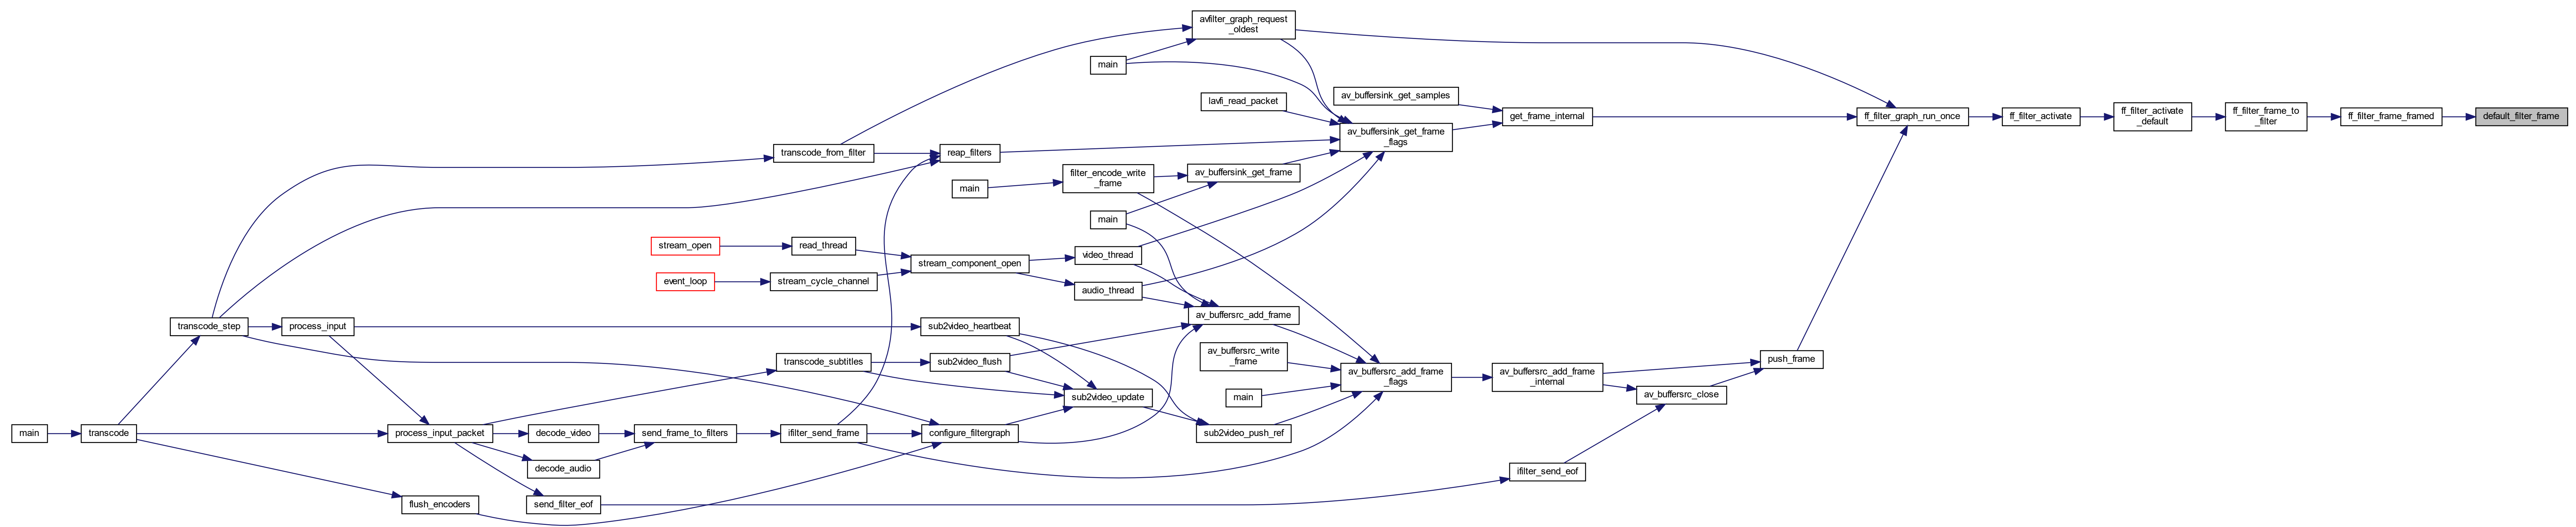 avfilter_graph_request
_oldest
main
av_buffersink_get_samples
lavfi_read_packet
get_frame_internal
ff_filter_graph_run_once
ff_filter_activate
ff_filter_activate
_default
ff_filter_frame_to
_filter
ff_filter_frame_framed
default_filter_frame
av_buffersink_get_frame
_flags
transcode_from_filter
reap_filters
filter_encode_write
_frame
av_buffersink_get_frame
main
main
stream_open
read_thread
video_thread
stream_component_open
event_loop
stream_cycle_channel
audio_thread
av_buffersrc_add_frame
transcode_step
process_input
sub2video_heartbeat
av_buffersrc_write
_frame
transcode_subtitles
sub2video_flush
push_frame
av_buffersrc_add_frame
_flags
av_buffersrc_add_frame
_internal
av_buffersrc_close
main
sub2video_update
main
transcode
process_input_packet
decode_video
send_frame_to_filters
ifilter_send_frame
configure_filtergraph
sub2video_push_ref
decode_audio
ifilter_send_eof
flush_encoders
send_filter_eof